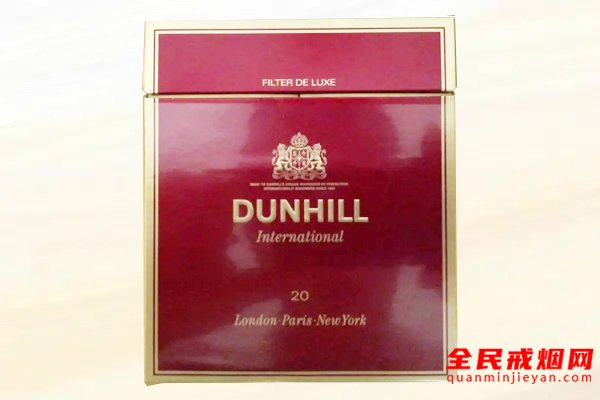 FILTER DE LUXE
DUNHILL
International
20
London-Paris-New York
全民戒烟网
quanminjieyan.com